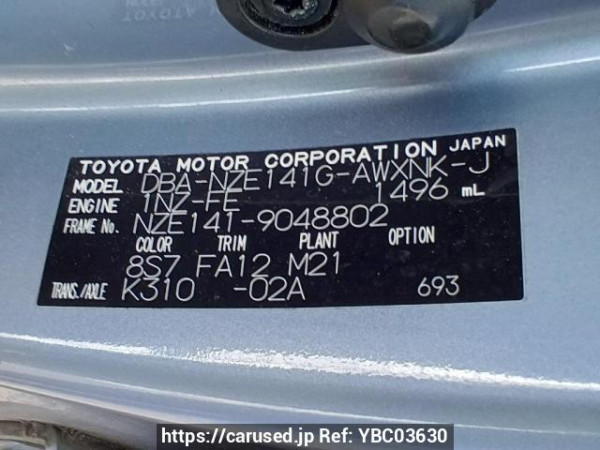 TOYOTA MOTOR CORPORATION JAPAN
MODEL DBA-NZE141G-AWXNK-J
ENGINE 1NZ-FE 1496 mL
FRAME No. NZE141-9048802
COLOR TRIM PLANT OPTION
8S7 FA12 M21
TRANS./AXLE K310 -02A 693
https://carused.jp Ref: YBC03630